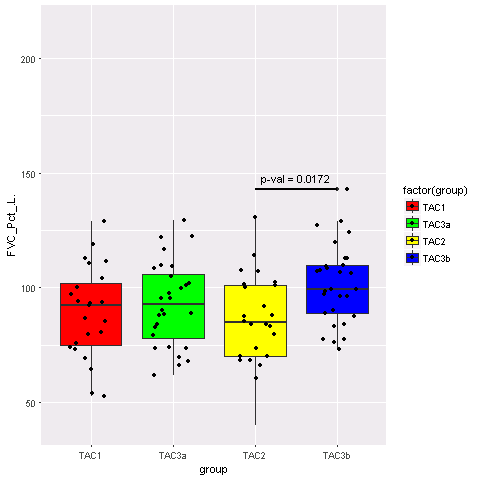 200
150
100
50
FVC_Pct_L.
p-val = 0.0172
TAC1
TAC3a
TAC2
TAC3b
group
factor(group)
TAC1
TAC3a
TAC2
TAC3b